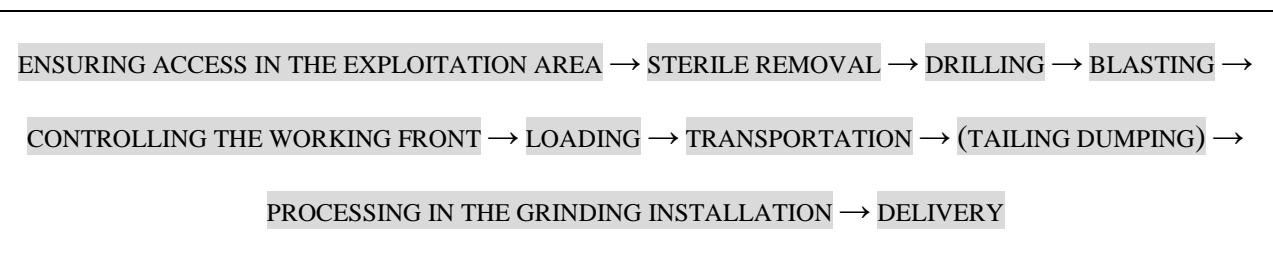 ENSURING ACCESS IN THE EXPLOITATION AREA → STERILE REMOVAL → DRILLING → BLASTING →
CONTROLLING THE WORKING FRONT → LOADING → TRANSPORTATION → (TAILING DUMPING) →
PROCESSING IN THE GRINDING INSTALLATION → DELIVERY